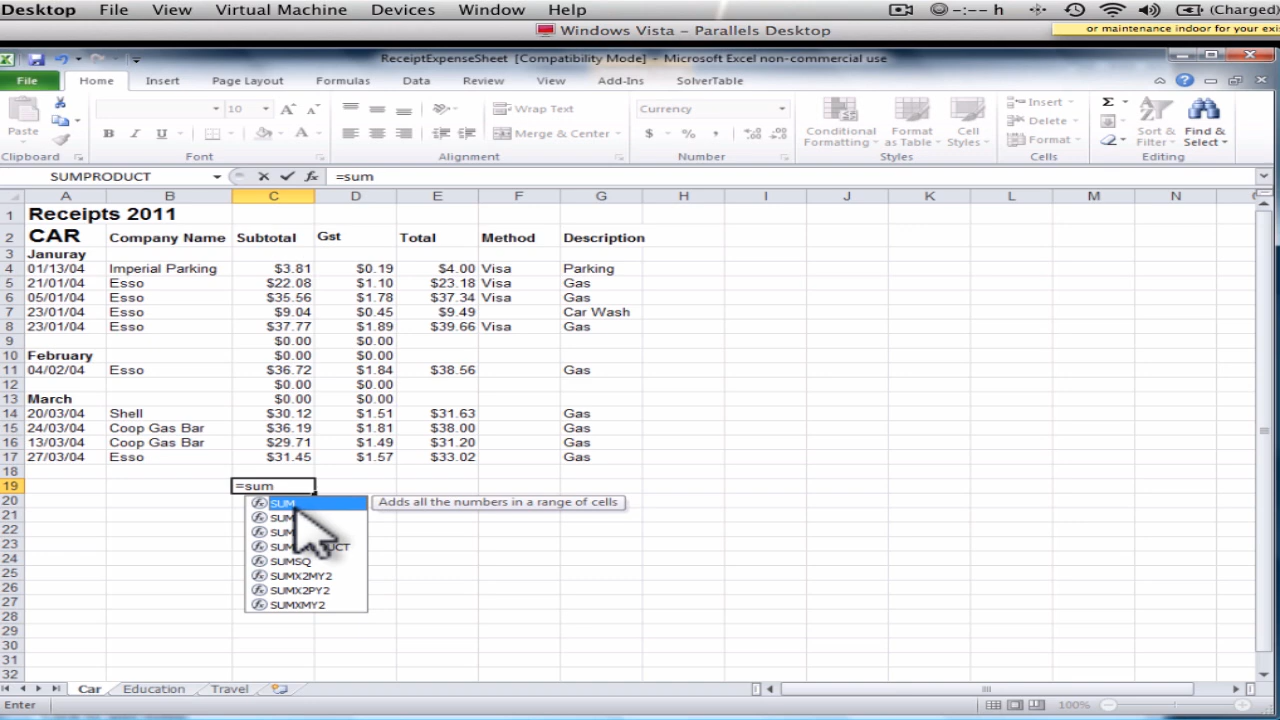 Desktop File View Virtual Machine Devices Window Help -:-- h (Charged)
Windows Vista – Parallels Desktop or maintenance indoor for your exis
ReceiptExpenseSheet [Compatibility Mode] - Microsoft Excel non-commercial use
File Home Insert Page Layout Formulas Data Review View Add-Ins SolverTable
10 A A Wrap Text Currency Insert Σ
Paste B I U A Merge & Center $ % , Conditional Formatting Format as Table Cell Styles Delete Format Sort & Filter Find & Select
Clipboard Font Alignment Number Styles Cells Editing
SUMPRODUCT fx =sum
A B C D E F G H I J K L M N
1 Receipts 2011
2 CAR Company Name Subtotal Gst Total Method Description
3 Januray
4 01/13/04 Imperial Parking $3.81 $0.19 $4.00 Visa Parking
5 21/01/04 Esso $22.08 $1.10 $23.18 Visa Gas
6 05/01/04 Esso $35.56 $1.78 $37.34 Visa Gas
7 23/01/04 Esso $9.04 $0.45 $9.49 Car Wash
8 23/01/04 Esso $37.77 $1.89 $39.66 Visa Gas
9 $0.00 $0.00
10 February $0.00 $0.00
11 04/02/04 Esso $36.72 $1.84 $38.56 Gas
12 $0.00 $0.00
13 March $0.00 $0.00
14 20/03/04 Shell $30.12 $1.51 $31.63 Gas
15 24/03/04 Coop Gas Bar $36.19 $1.81 $38.00 Gas
16 13/03/04 Coop Gas Bar $29.71 $1.49 $31.20 Gas
17 27/03/04 Esso $31.45 $1.57 $33.02 Gas
18
19 =sum
20 SUM Adds all the numbers in a range of cells
21 SUM
22 SUM
23
24 SUMSQ
25 SUMX2MY2
26 SUMX2PY2
27 SUMXMY2
28
29
30
31
32
Car Education Travel
Enter 100%